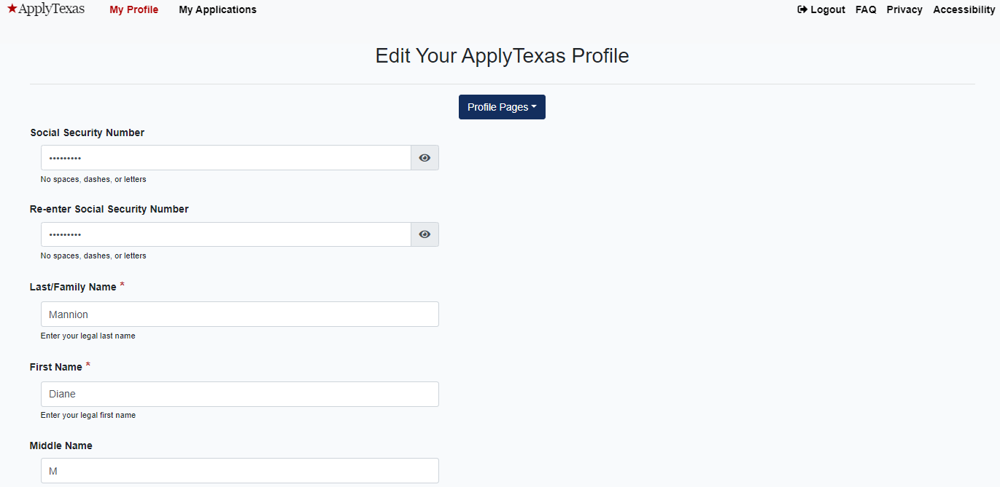 ApplyTexas My Profile My Applications Logout FAQ Privacy Accessibility
Edit Your ApplyTexas Profile
Profile Pages
Social Security Number
•••••••••
No spaces, dashes, or letters
Re-enter Social Security Number
•••••••••
No spaces, dashes, or letters
Last/Family Name *
Mannion
Enter your legal last name
First Name *
Diane
Enter your legal first name
Middle Name
M